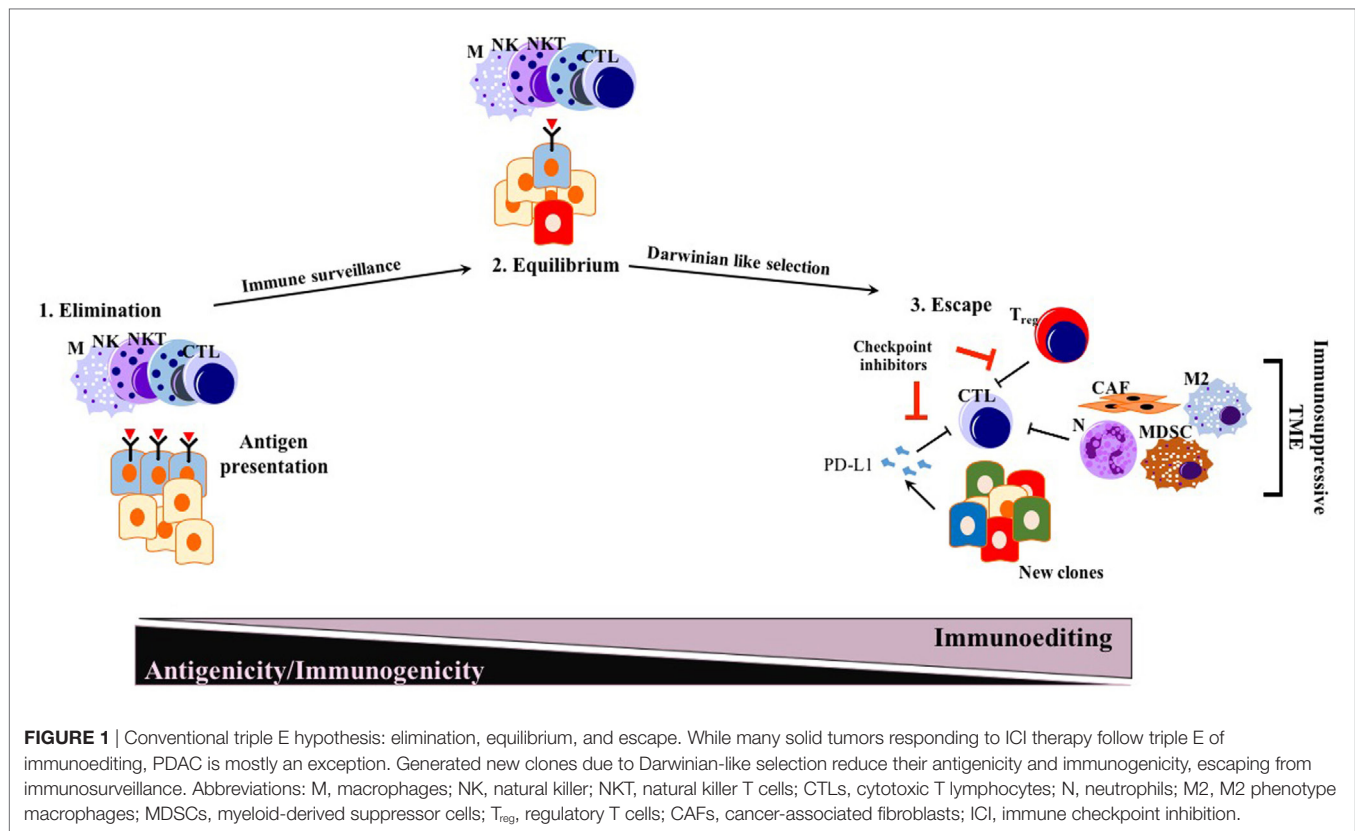 M NK NKT CTL
Immune surveillance
2. Equilibrium
Darwinian like selection
1. Elimination
M NK NKT CTL
Antigen
presentation
3. Escape
Treg
Checkpoint
inhibitors
CTL
CAF
M2
N
MDSC
PD-L1
New clones
Immunosuppressive
TME
Immunoediting
Antigenicity/Immunogenicity
FIGURE 1 | Conventional triple E hypothesis: elimination, equilibrium, and escape. While many solid tumors responding to ICI therapy follow triple E of
immunoediting, PDAC is mostly an exception. Generated new clones due to Darwinian-like selection reduce their antigenicity and immunogenicity, escaping from
immunosurveillance. Abbreviations: M, macrophages; NK, natural killer; NKT, natural killer T cells; CTLs, cytotoxic T lymphocytes; N, neutrophils; M2, M2 phenotype
macrophages; MDSCs, myeloid-derived suppressor cells; Treg, regulatory T cells; CAFs, cancer-associated fibroblasts; ICI, immune checkpoint inhibition.